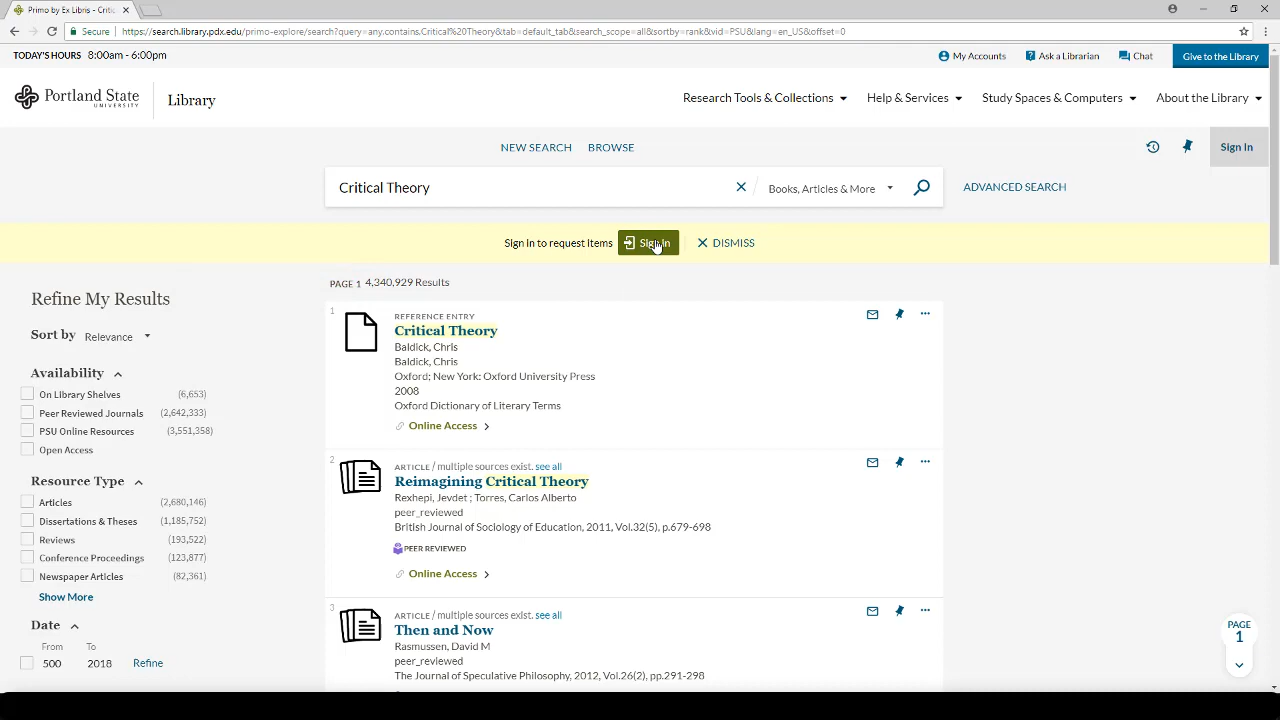 Primo by Ex Libris - Critic
Secure
https://search.library.pdx.edu/primo-explore/search?query=any.contains.Critical%20Theory&tab=default_tab&search_scope=all&sortby=rank&vid=PSU&lang=en_US&offset=0
TODAY'S HOURS 8:00am - 6:00pm
My Accounts
Ask a Librarian
Chat
Give to the Library
Portland State
UNIVERSITY
Library
Research Tools & Collections
Help & Services
Study Spaces & Computers
About the Library
NEW SEARCH
BROWSE
Sign In
Critical Theory
Books, Articles & More
ADVANCED SEARCH
Sign in to request items
Sign in
DISMISS
Refine My Results
Sort by Relevance
Availability
On Library Shelves (6,653)
Peer Reviewed Journals (2,642,333)
PSU Online Resources (3,551,358)
Open Access
Resource Type
Articles (2,680,146)
Dissertations & Theses (1,185,752)
Reviews (193,522)
Conference Proceedings (123,877)
Newspaper Articles (82,361)
Show More
Date
From To
500 2018 Refine
PAGE 1 4,340,929 Results
1
REFERENCE ENTRY
Critical Theory
Baldick, Chris
Baldick, Chris
Oxford; New York: Oxford University Press
2008
Oxford Dictionary of Literary Terms
Online Access
2
ARTICLE / multiple sources exist. see all
Reimagining Critical Theory
Rexhepi, Jevdet ; Torres, Carlos Alberto
peer_reviewed
British Journal of Sociology of Education, 2011, Vol.32(5), p.679-698
PEER REVIEWED
Online Access
3
ARTICLE / multiple sources exist. see all
Then and Now
Rasmussen, David M
peer_reviewed
The Journal of Speculative Philosophy, 2012, Vol.26(2), pp.291-298
PAGE
1